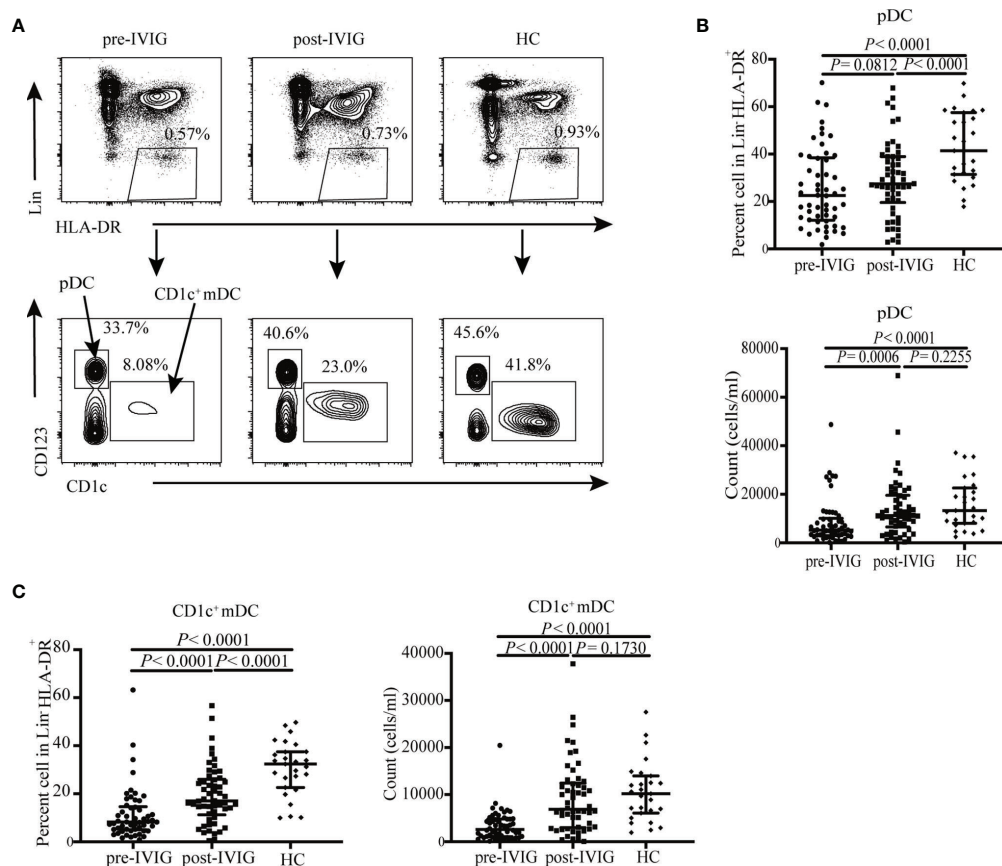 A
pre-IVIG post-IVIG HC
0.57% 0.73% 0.93%
Lin
HLA-DR
pDC CD1c⁺mDC
33.7% 40.6% 45.6%
8.08% 23.0% 41.8%
CD123
CD1c
B
pDC
P< 0.0001
P= 0.0812 P< 0.0001
80
60
40
20
0
Percent cell in Lin⁻HLA-DR⁺
pre-IVIG post-IVIG HC
pDC
P< 0.0001
P= 0.0006 P= 0.2255
80000
60000
40000
20000
0
Count (cells/ml)
pre-IVIG post-IVIG HC
C
CD1c⁺mDC
P< 0.0001
P< 0.0001 P< 0.0001
80
60
40
20
0
Percent cell in Lin⁻HLA-DR⁺
pre-IVIG post-IVIG HC
CD1c⁺mDC
P< 0.0001
P< 0.0001 P= 0.1730
40000
30000
20000
10000
0
Count (cells/ml)
pre-IVIG post-IVIG HC